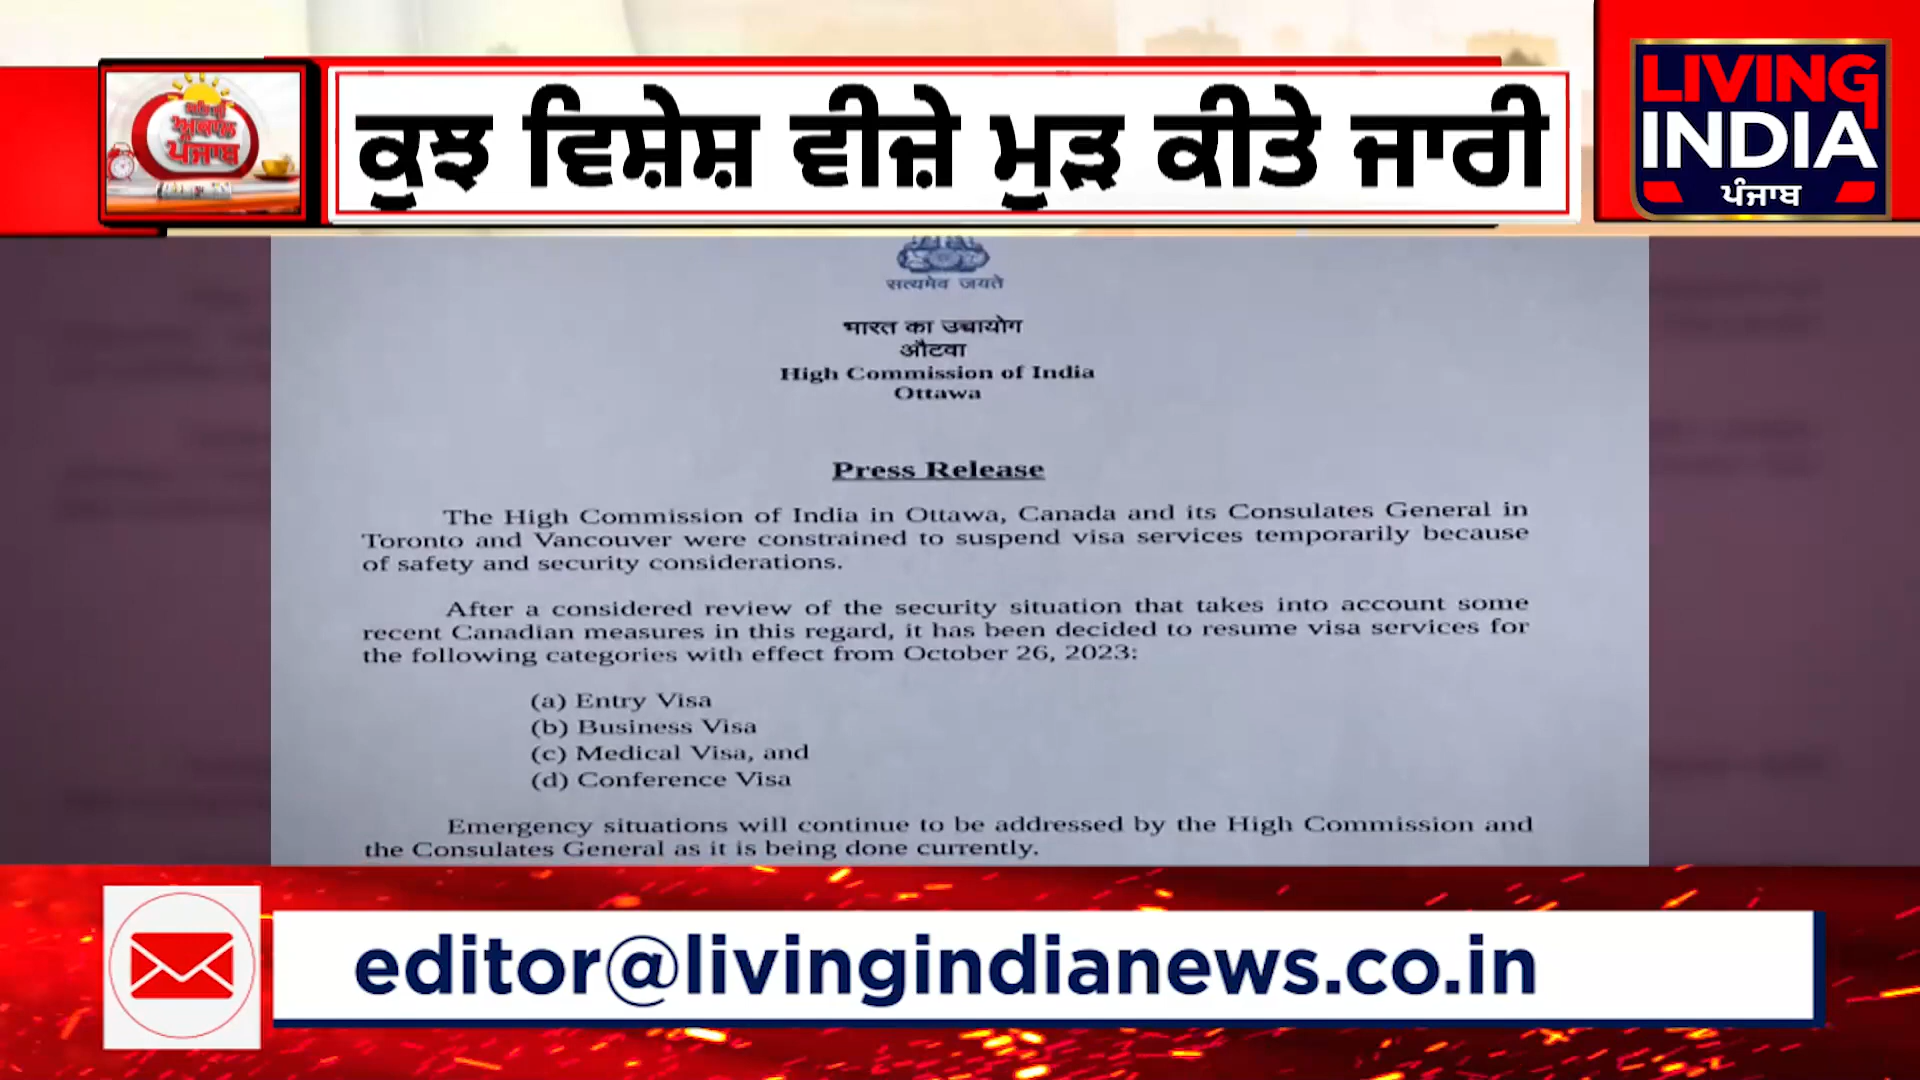 ਕੁਝ ਵਿਸ਼ੇਸ਼ ਵੀਜ਼ੇ ਮੁੜ ਕੀਤੇ ਜਾਰੀ
ਅਕਾਲ
ਪੰਜਾਬ
LIVING
INDIA
ਪੰਜਾਬ
सत्यमेव जयते
भारत का उच्चायोग
औटवा
High Commission of India
Ottawa
Press Release
The High Commission of India in Ottawa, Canada and its Consulates General in
Toronto and Vancouver were constrained to suspend visa services temporarily because
of safety and security considerations.
After a considered review of the security situation that takes into account some
recent Canadian measures in this regard, it has been decided to resume visa services for
the following categories with effect from October 26, 2023:
(a) Entry Visa
(b) Business Visa
(c) Medical Visa, and
(d) Conference Visa
Emergency situations will continue to be addressed by the High Commission and
the Consulates General as it is being done currently.
editor@livingindianews.co.in